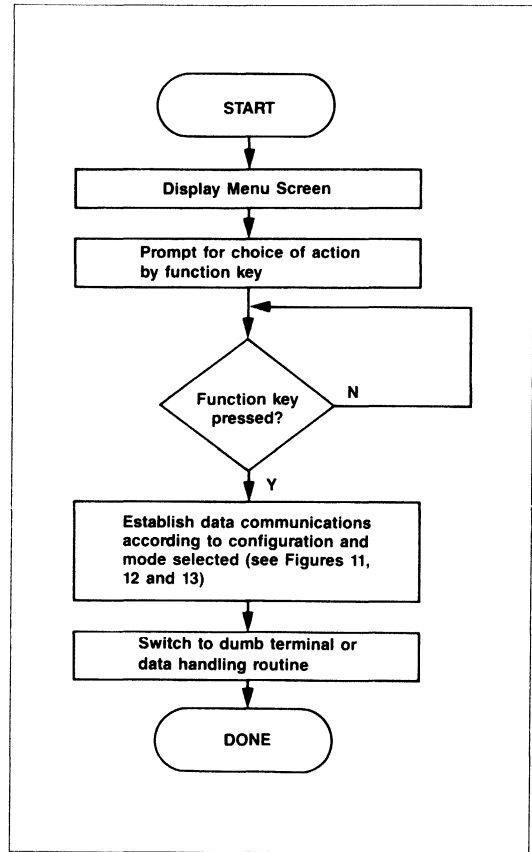 START
Display Menu Screen
Prompt for choice of action
by function key
Function key
pressed?
N
Y
Establish data communications
according to configuration and
mode selected (see Figures 11,
12 and 13)
Switch to dumb terminal or
data handling routine
DONE